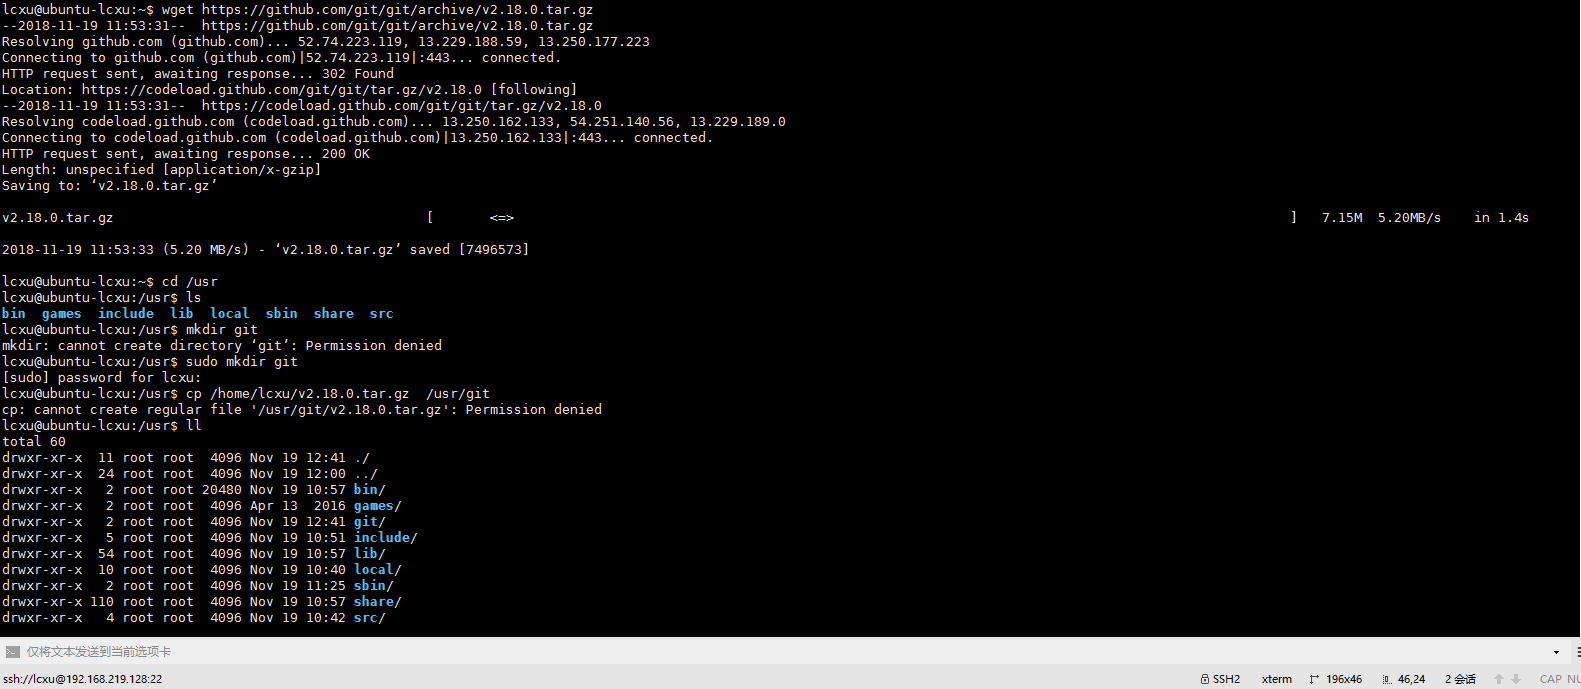 lcxu@ubuntu-lcxu:~$ wget https://github.com/git/git/archive/v2.18.0.tar.gz
--2018-11-19 11:53:31--  https://github.com/git/git/archive/v2.18.0.tar.gz
Resolving github.com (github.com)... 52.74.223.119, 13.229.188.59, 13.250.177.223
Connecting to github.com (github.com)|52.74.223.119|:443... connected.
HTTP request sent, awaiting response... 302 Found
Location: https://codeload.github.com/git/git/tar.gz/v2.18.0 [following]
--2018-11-19 11:53:31--  https://codeload.github.com/git/git/tar.gz/v2.18.0
Resolving codeload.github.com (codeload.github.com)... 13.250.162.133, 54.251.140.56, 13.229.189.0
Connecting to codeload.github.com (codeload.github.com)|13.250.162.133|:443... connected.
HTTP request sent, awaiting response... 200 OK
Length: unspecified [application/x-gzip]
Saving to: ‘v2.18.0.tar.gz’
v2.18.0.tar.gz [ <=> ] 7.15M 5.20MB/s in 1.4s
2018-11-19 11:53:33 (5.20 MB/s) - ‘v2.18.0.tar.gz’ saved [7496573]
lcxu@ubuntu-lcxu:~$ cd /usr
lcxu@ubuntu-lcxu:/usr$ ls
bin  games  include  lib  local  sbin  share  src
lcxu@ubuntu-lcxu:/usr$ mkdir git
mkdir: cannot create directory ‘git’: Permission denied
lcxu@ubuntu-lcxu:/usr$ sudo mkdir git
[sudo] password for lcxu:
lcxu@ubuntu-lcxu:/usr$ cp /home/lcxu/v2.18.0.tar.gz  /usr/git
cp: cannot create regular file '/usr/git/v2.18.0.tar.gz': Permission denied
lcxu@ubuntu-lcxu:/usr$ ll
total 60
drwxr-xr-x  11 root root  4096 Nov 19 12:41 ./
drwxr-xr-x  24 root root  4096 Nov 19 12:00 ../
drwxr-xr-x   2 root root 20480 Nov 19 10:57 bin/
drwxr-xr-x   2 root root  4096 Apr 13  2016 games/
drwxr-xr-x   2 root root  4096 Nov 19 12:41 git/
drwxr-xr-x   5 root root  4096 Nov 19 10:51 include/
drwxr-xr-x  54 root root  4096 Nov 19 10:57 lib/
drwxr-xr-x  10 root root  4096 Nov 19 10:40 local/
drwxr-xr-x   2 root root  4096 Nov 19 11:25 sbin/
drwxr-xr-x 110 root root  4096 Nov 19 10:57 share/
drwxr-xr-x   4 root root  4096 Nov 19 10:42 src/
仅将文本发送到当前选项卡
ssh://lcxu@192.168.219.128:22 SSH2 xterm 196x46 46,24 2 会话 CAP NU